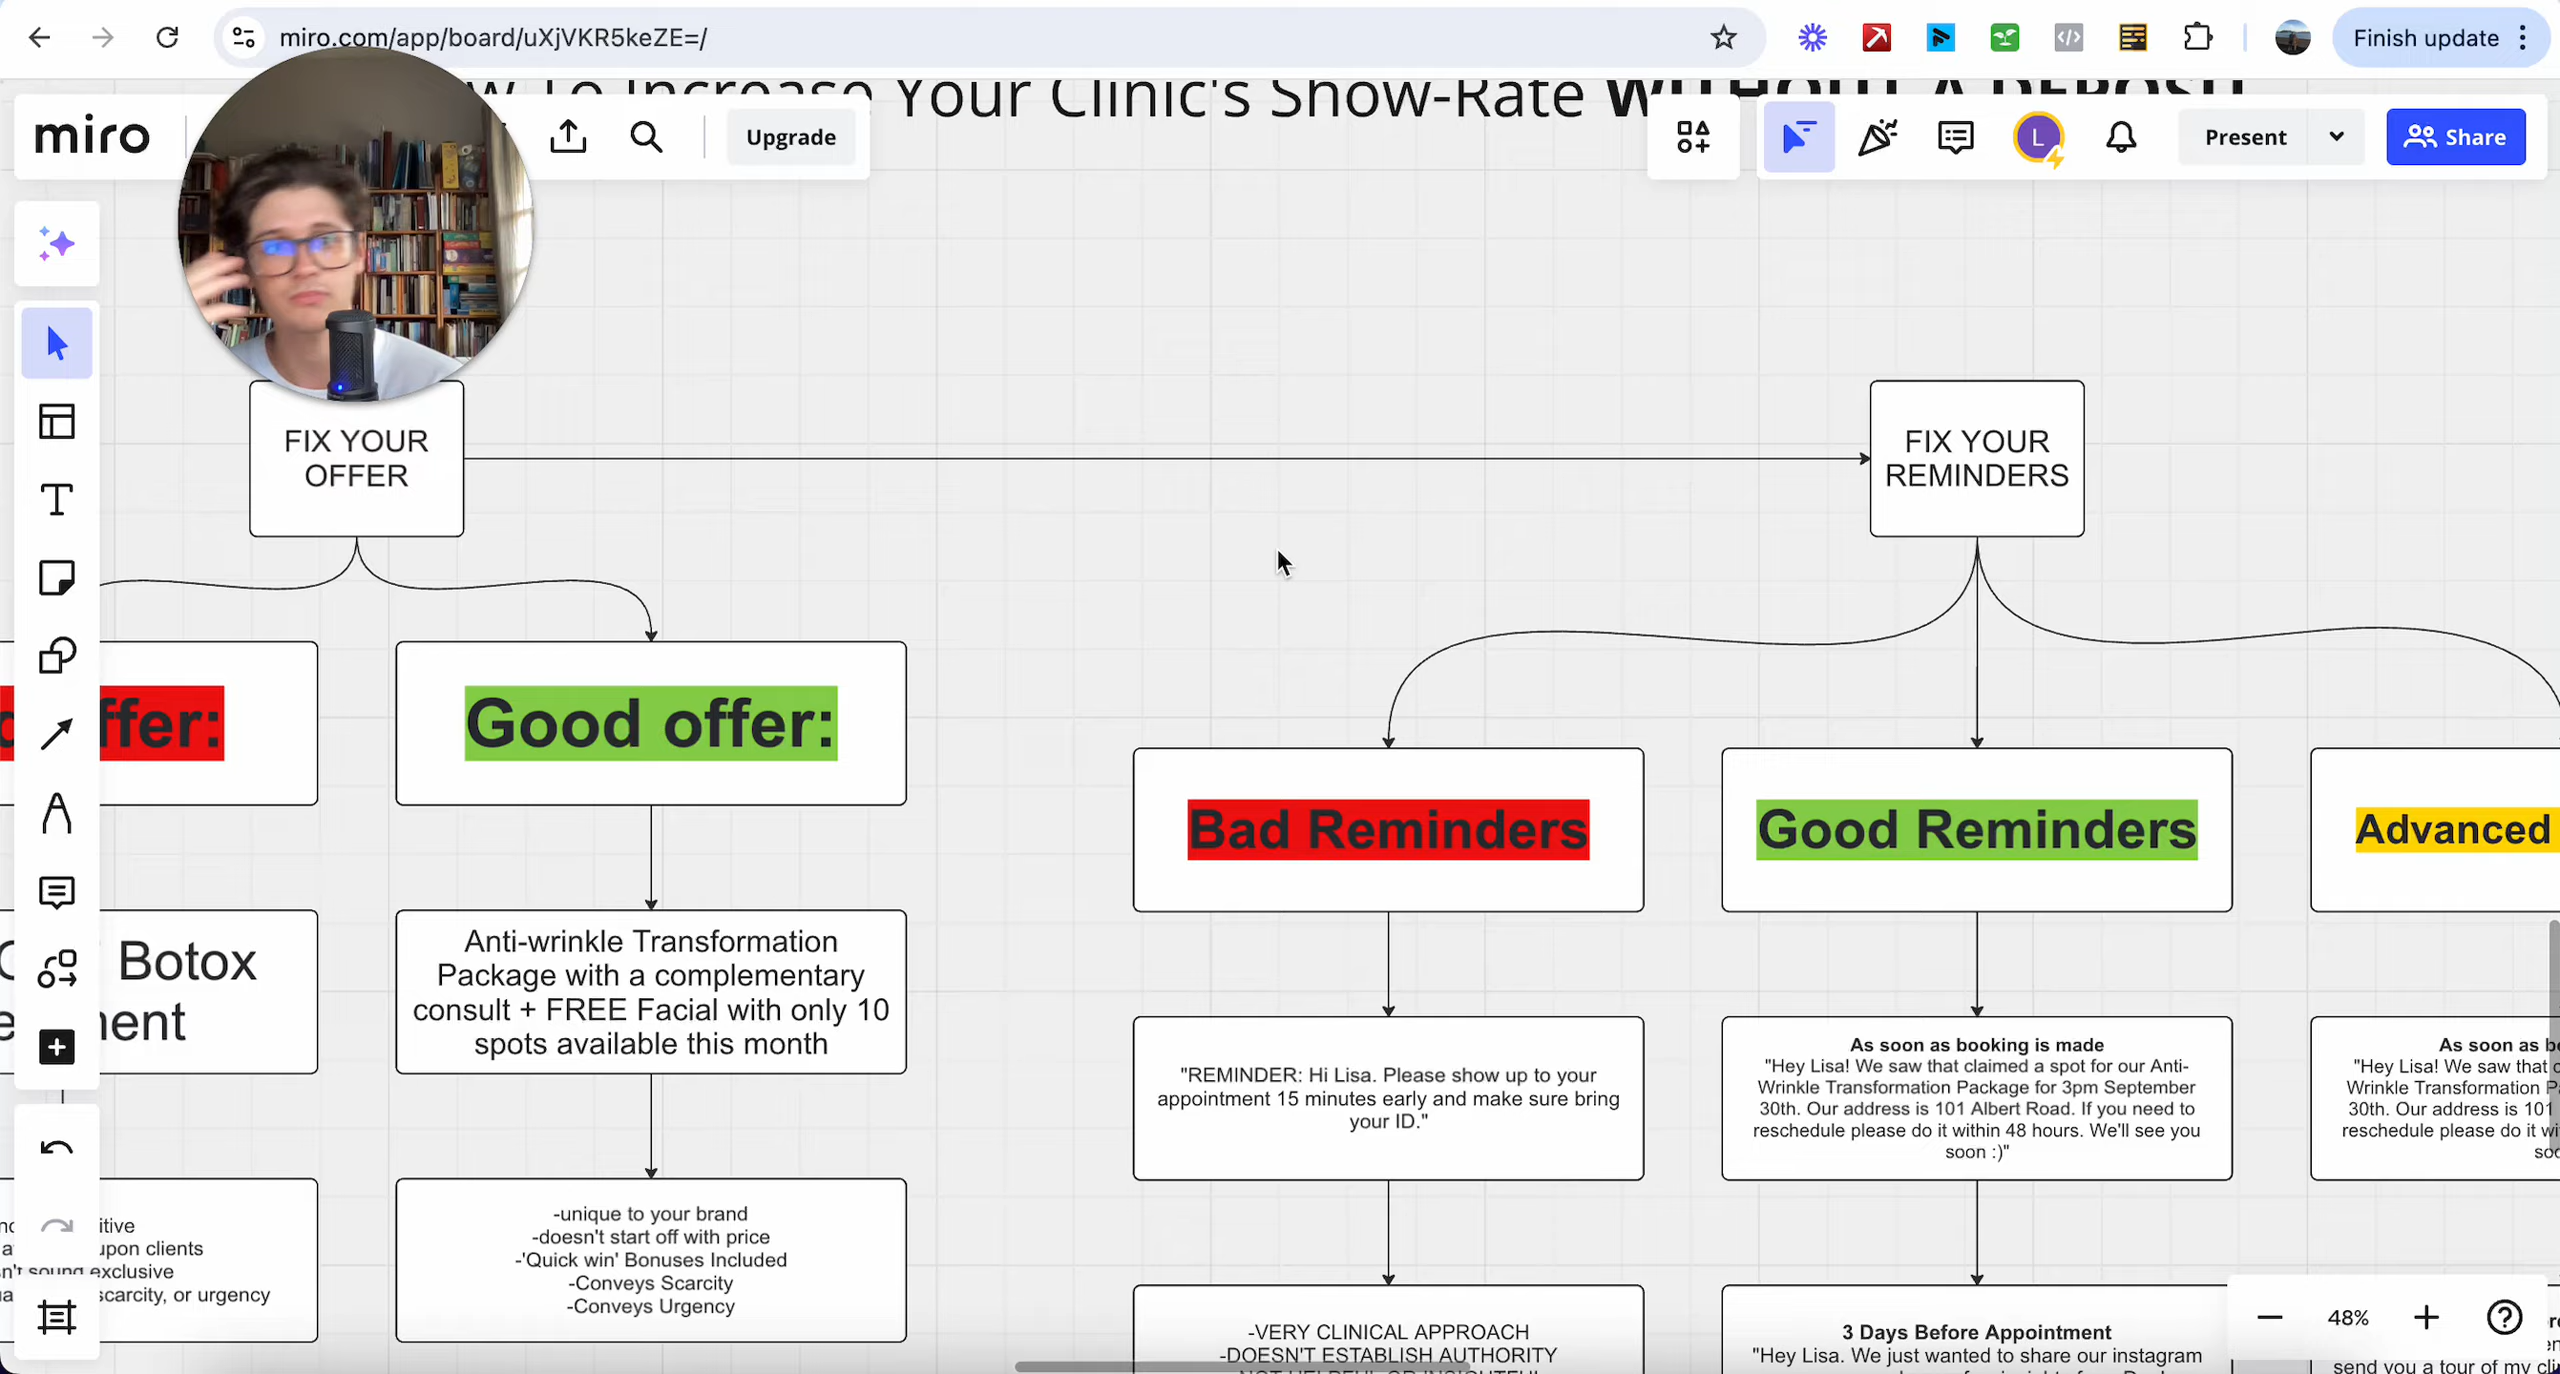 miro.com/app/board/uXjVKR5keZE=/
Finish update
To Increase Your Clinic's Show-Rate WITHOUT A DEPOSIT
miro
Upgrade
L
Present
Share
FIX YOUR
OFFER
FIX YOUR
REMINDERS
ffer:
Good offer:
Bad Reminders
Good Reminders
Advanced
Botox
Anti-wrinkle Transformation
Package with a complementary
consult + FREE Facial with only 10
spots available this month
"REMINDER: Hi Lisa. Please show up to your
appointment 15 minutes early and make sure bring
your ID."
As soon as booking is made
"Hey Lisa! We saw that claimed a spot for our Anti-
Wrinkle Transformation Package for 3pm September
30th. Our address is 101 Albert Road. If you need to
reschedule please do it within 48 hours. We'll see you
soon :)"
As soon as
"Hey Lisa! We saw that
Wrinkle Transformation
30th. Our address is 101
reschedule please do it
upon clients
exclusive
scarcity, or urgency
-unique to your brand
-doesn't start off with price
-'Quick win' Bonuses Included
-Conveys Scarcity
-Conveys Urgency
-VERY CLINICAL APPROACH
-DOESN'T ESTABLISH AUTHORITY
3 Days Before Appointment
"Hey Lisa. We just wanted to share our instagram
send you a tour of my
48%